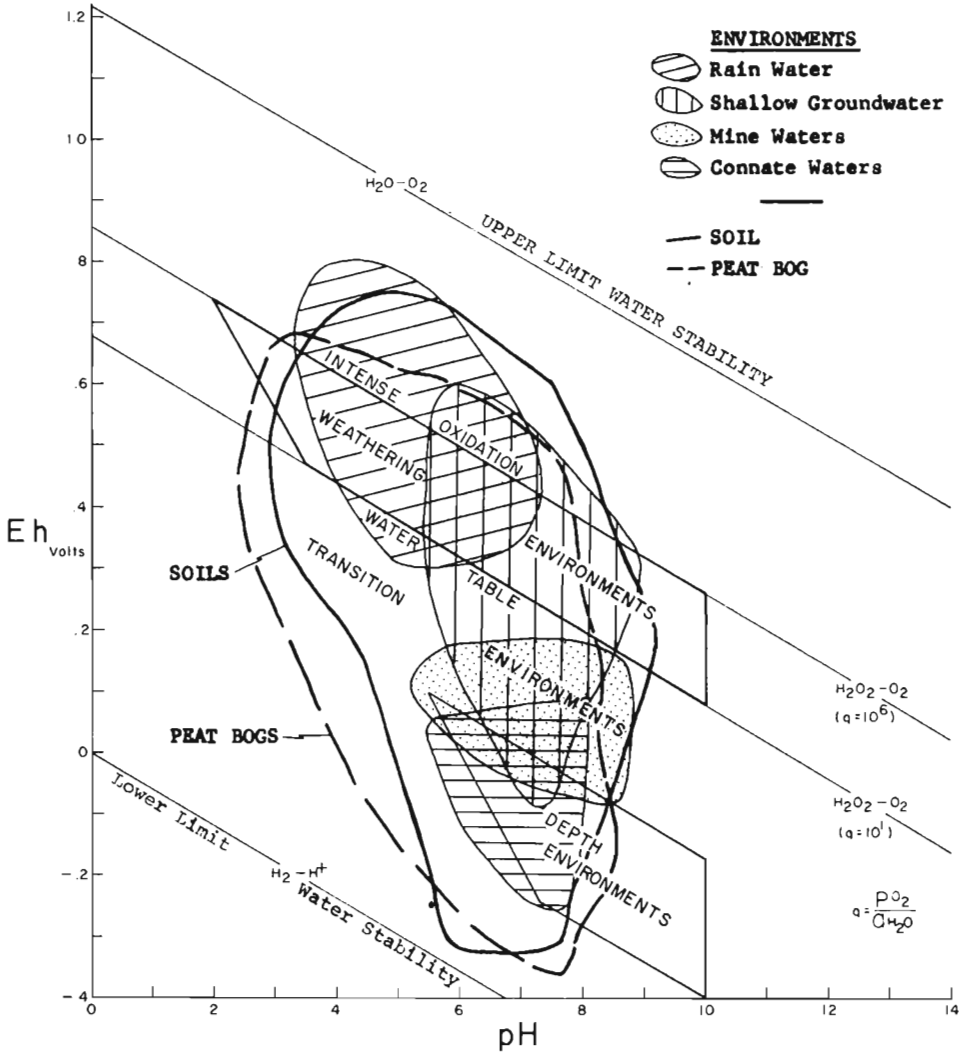 1.2
1.0
.8
.6
.4
.2
0
-.2
-.4
Eh volts
0
2
4
6
8
10
12
14
pH
ENVIRONMENTS
Rain Water
Shallow Groundwater
Mine Waters
Connate Waters
SOIL
PEAT BOG
H2O-O2
UPPER LIMIT WATER STABILITY
INTENSE
OXIDATION
WEATHERING
ENVIRONMENTS
WATER
TABLE
TRANSITION
ENVIRONMENTS
SOILS
PEAT BOGS
DEPTH
ENVIRONMENTS
Lower Limit
H2-H+
Water Stability
H2O2-O2
(q=10^6)
H2O2-O2
(q=10^1)
q=PO2/aH2O